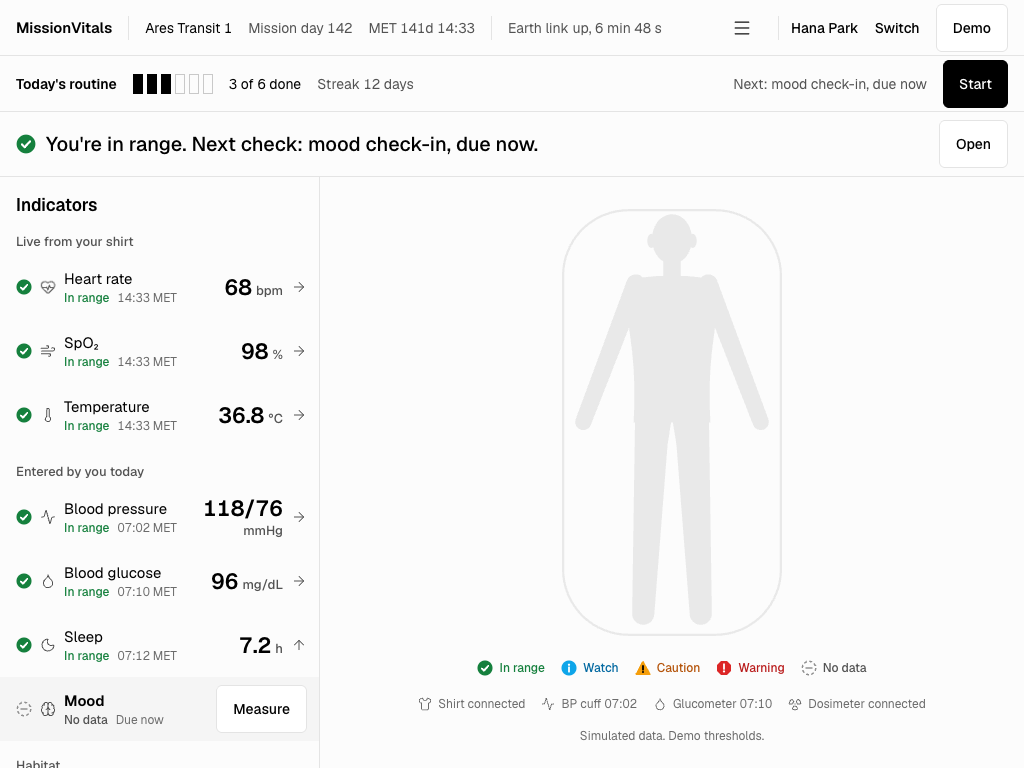 MissionVitals Ares Transit 1 Mission day 142 MET 141d 14:33 Earth link up, 6 min 48 s Hana Park Switch Demo
Today's routine 3 of 6 done Streak 12 days Next: mood check-in, due now Start
You're in range. Next check: mood check-in, due now. Open
Indicators
Live from your shirt
Heart rate
In range 14:33 MET
68 bpm
SpO₂
In range 14:33 MET
98 %
Temperature
In range 14:33 MET
36.8 °C
Entered by you today
Blood pressure
In range 07:02 MET
118/76
mmHg
Blood glucose
In range 07:10 MET
96 mg/dL
Sleep
In range 07:12 MET
7.2 h
Mood
No data Due now
Measure
Habitat
In range Watch Caution Warning No data
Shirt connected BP cuff 07:02 Glucometer 07:10 Dosimeter connected
Simulated data. Demo thresholds.